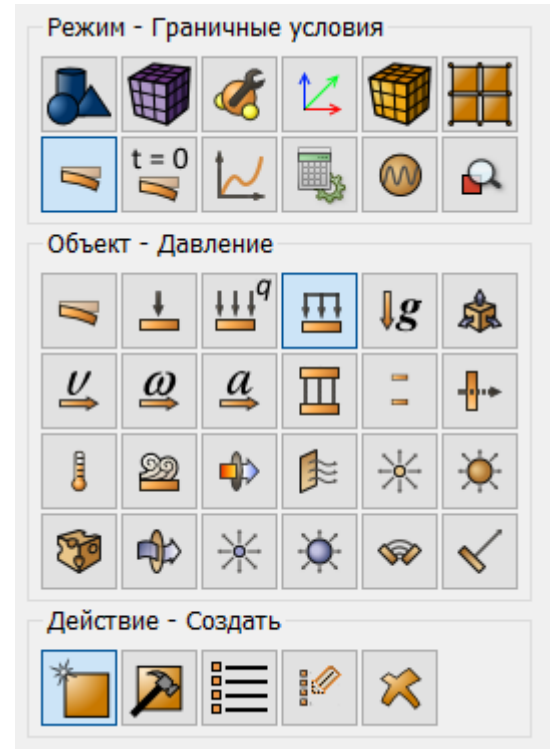 Режим - Граничные условия
t = 0
Объект - Давление
q
g
υ ω a
Действие - Создать